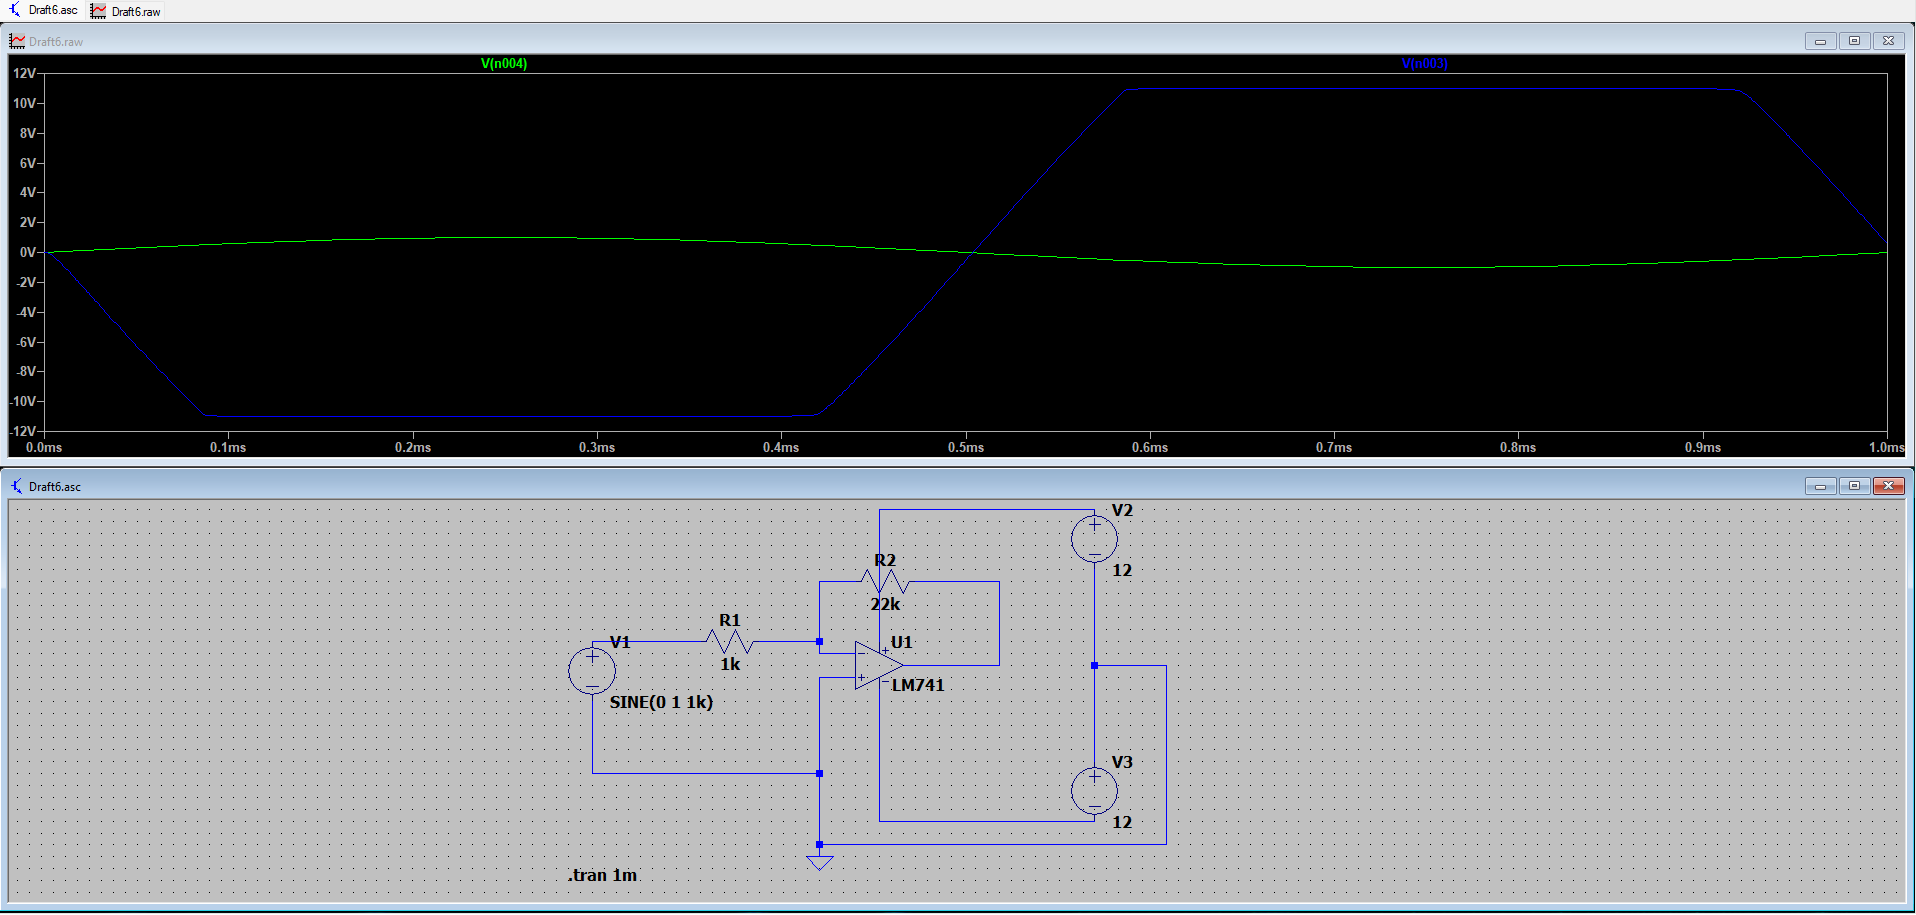 Draft6.asc Draft6.raw
Draft6.raw
V(n004) V(n003)
12V
10V
8V
6V
4V
2V
0V
-2V
-4V
-6V
-8V
-10V
-12V
0.0ms 0.1ms 0.2ms 0.3ms 0.4ms 0.5ms 0.6ms 0.7ms 0.8ms 0.9ms 1.0ms
Draft6.asc
V2
12
R2
22k
R1
1k
V1
SINE(0 1 1k)
U1
LM741
V3
12
.tran 1m